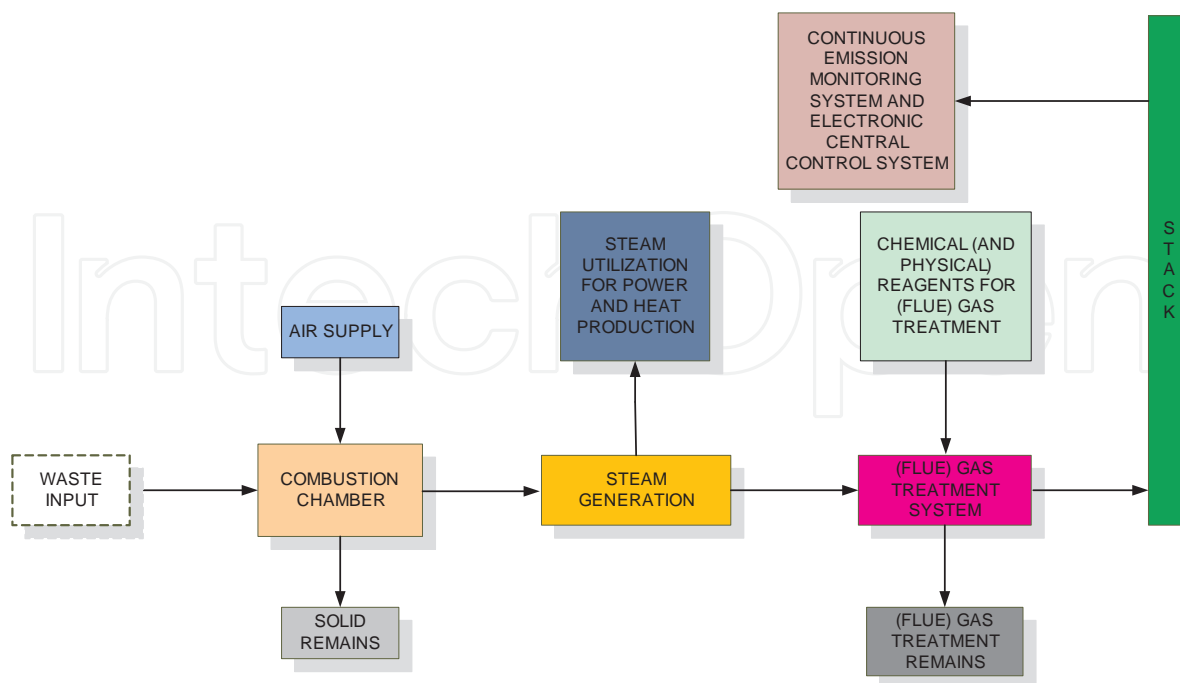 CONTINUOUS
EMISSION
MONITORING
SYSTEM AND
ELECTRONIC
CENTRAL
CONTROL SYSTEM
STEAM
UTILIZATION
FOR POWER
AND HEAT
PRODUCTION
CHEMICAL (AND
PHYSICAL)
REAGENTS FOR
(FLUE) GAS
TREATMENT
S
T
A
C
K
IntechOpen
AIR SUPPLY
WASTE
INPUT
COMBUSTION
CHAMBER
STEAM
GENERATION
(FLUE) GAS
TREATMENT
SYSTEM
SOLID
REMAINS
(FLUE) GAS
TREATMENT
REMAINS